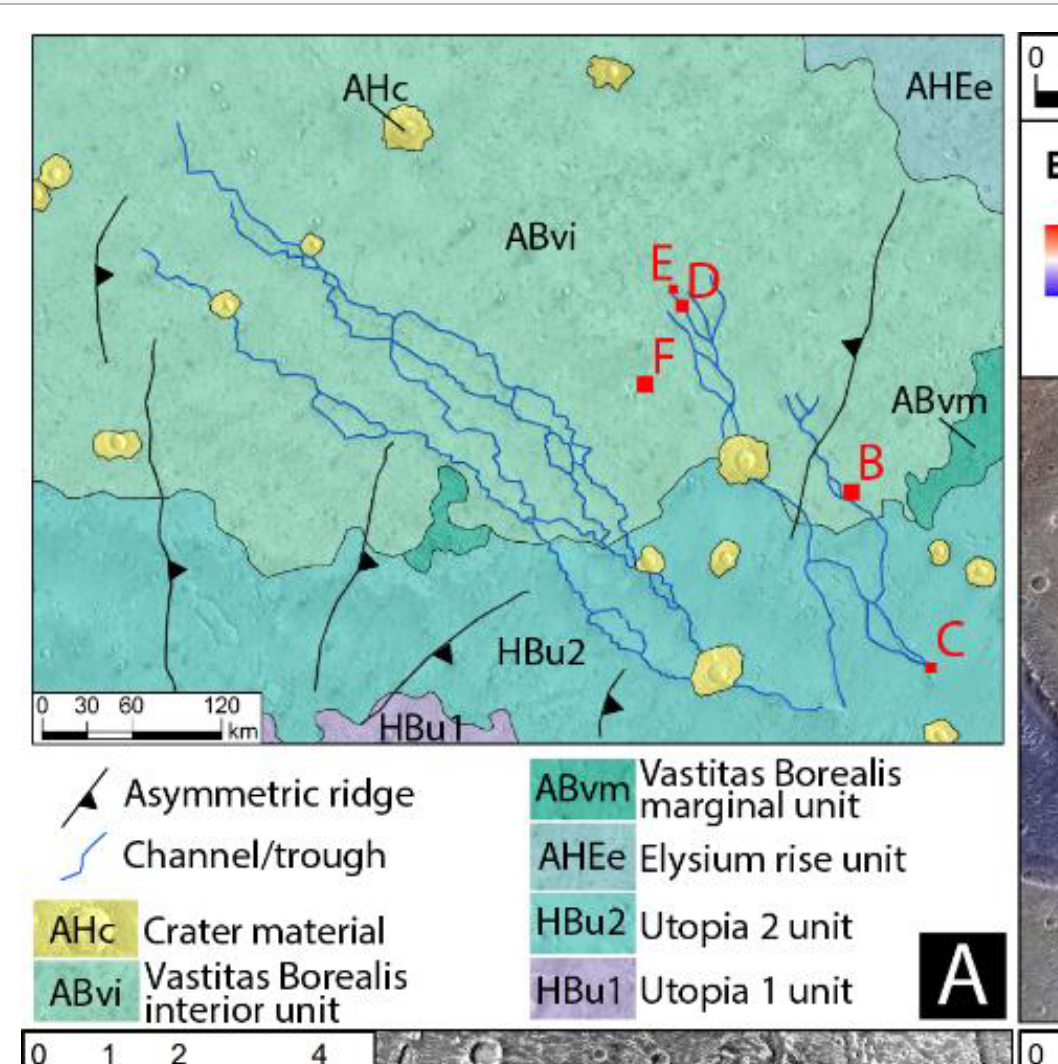 AHc
AHEe
ABvi
E
D
F
ABvm
B
C
HBu2
HBu1
0 30 60 120
km
Asymmetric ridge
Channel/trough
AHc Crater material
ABvi Vastitas Borealis
interior unit
ABvm Vastitas Borealis
marginal unit
AHEe Elysium rise unit
HBu2 Utopia 2 unit
HBu1 Utopia 1 unit
A
0 1 2 4
0
0